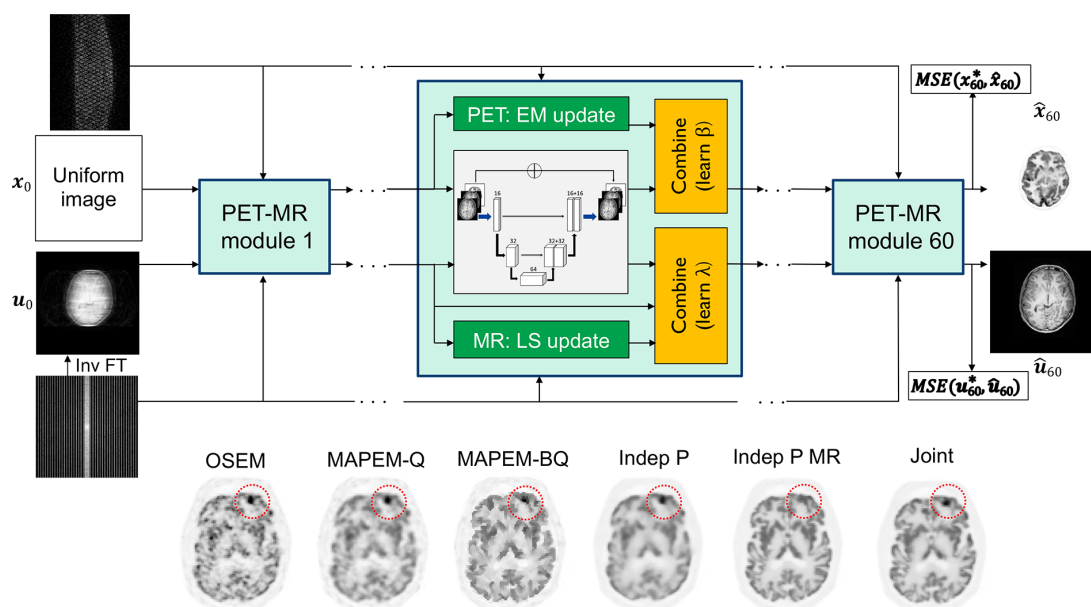 x₀
Uniform
image
u₀
Inv FT
PET-MR
module 1
. . .
. . .
. . .
. . .
PET: EM update
16
16+16
32
32+32
64
MR: LS update
Combine
(learn β)
Combine
(learn λ)
. . .
. . .
. . .
. . .
PET-MR
module 60
MSE(x*₆₀, x̂₆₀)
x̂₆₀
û₆₀
MSE(u*₆₀, û₆₀)
OSEM
MAPEM-Q
MAPEM-BQ
Indep P
Indep P MR
Joint